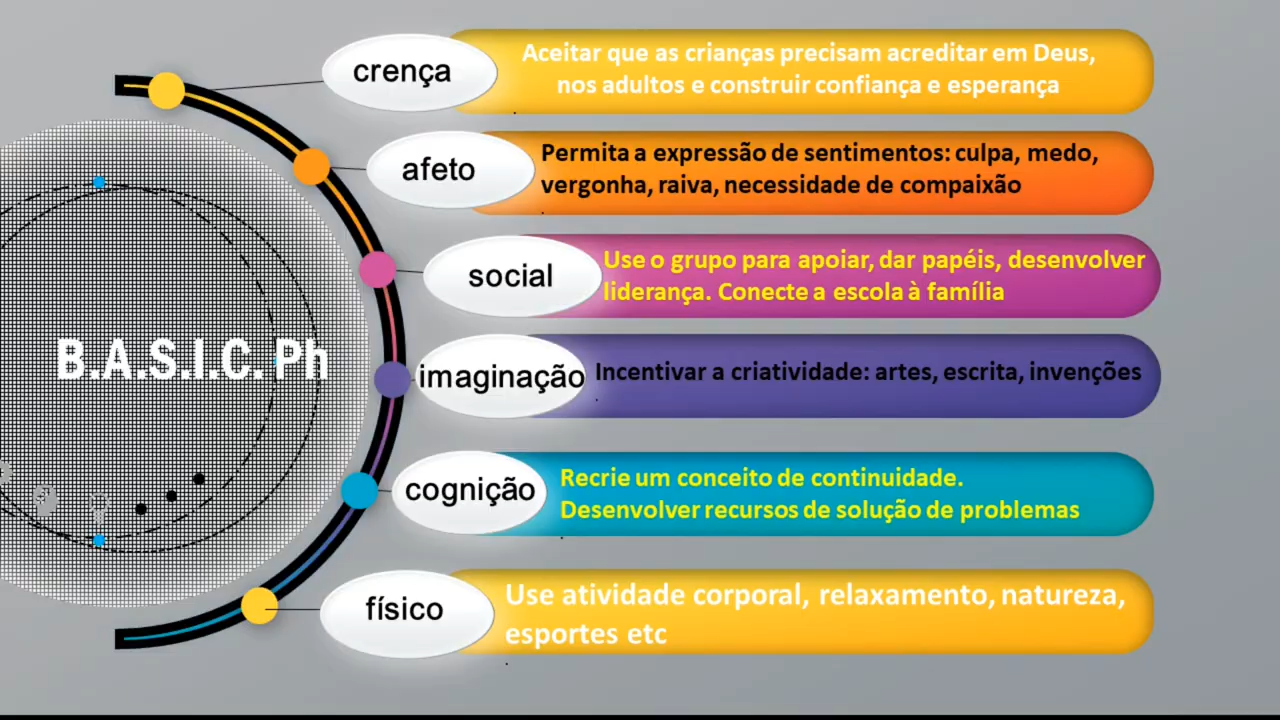 crença
Aceitar que as crianças precisam acreditar em Deus,
nos adultos e construir confiança e esperança
afeto
Permita a expressão de sentimentos: culpa, medo,
vergonha, raiva, necessidade de compaixão
social
Use o grupo para apoiar, dar papéis, desenvolver
liderança. Conecte a escola à família
B.A.S.I.C. Ph
imaginação
Incentivar a criatividade: artes, escrita, invenções
cognição
Recrie um conceito de continuidade.
Desenvolver recursos de solução de problemas
físico
Use atividade corporal, relaxamento, natureza,
esportes etc